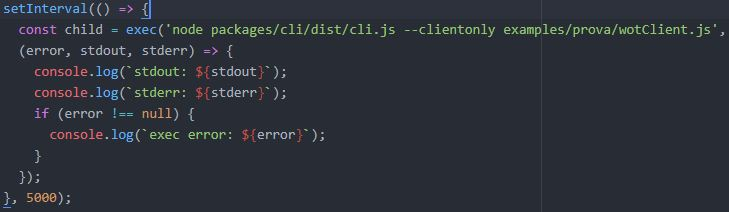 setInterval(() => {
  const child = exec('node packages/cli/dist/cli.js --clientonly examples/prova/wotClient.js',
  (error, stdout, stderr) => {
    console.log(`stdout: ${stdout}`);
    console.log(`stderr: ${stderr}`);
    if (error !== null) {
      console.log(`exec error: ${error}`);
    }
  });
}, 5000);